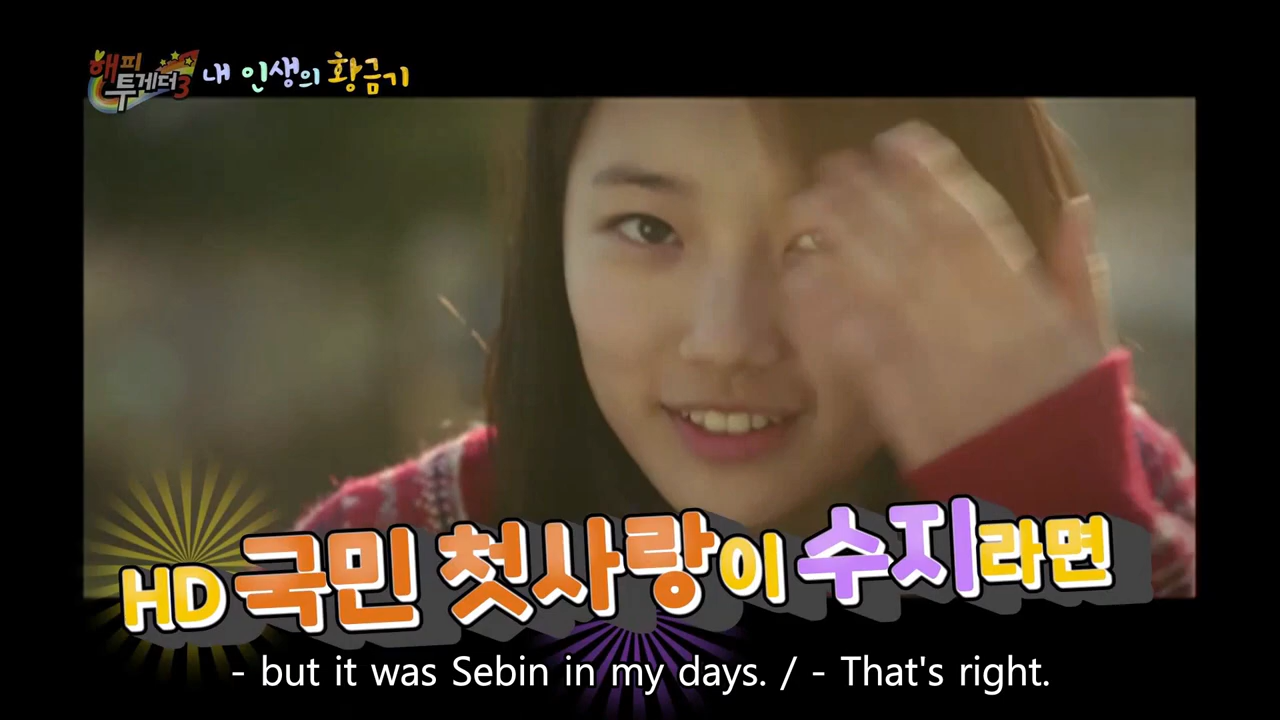 해피투게더3 내 인생의 황금기
HD 국민 첫사랑이 수지라면
- but it was Sebin in my days. / - That's right.